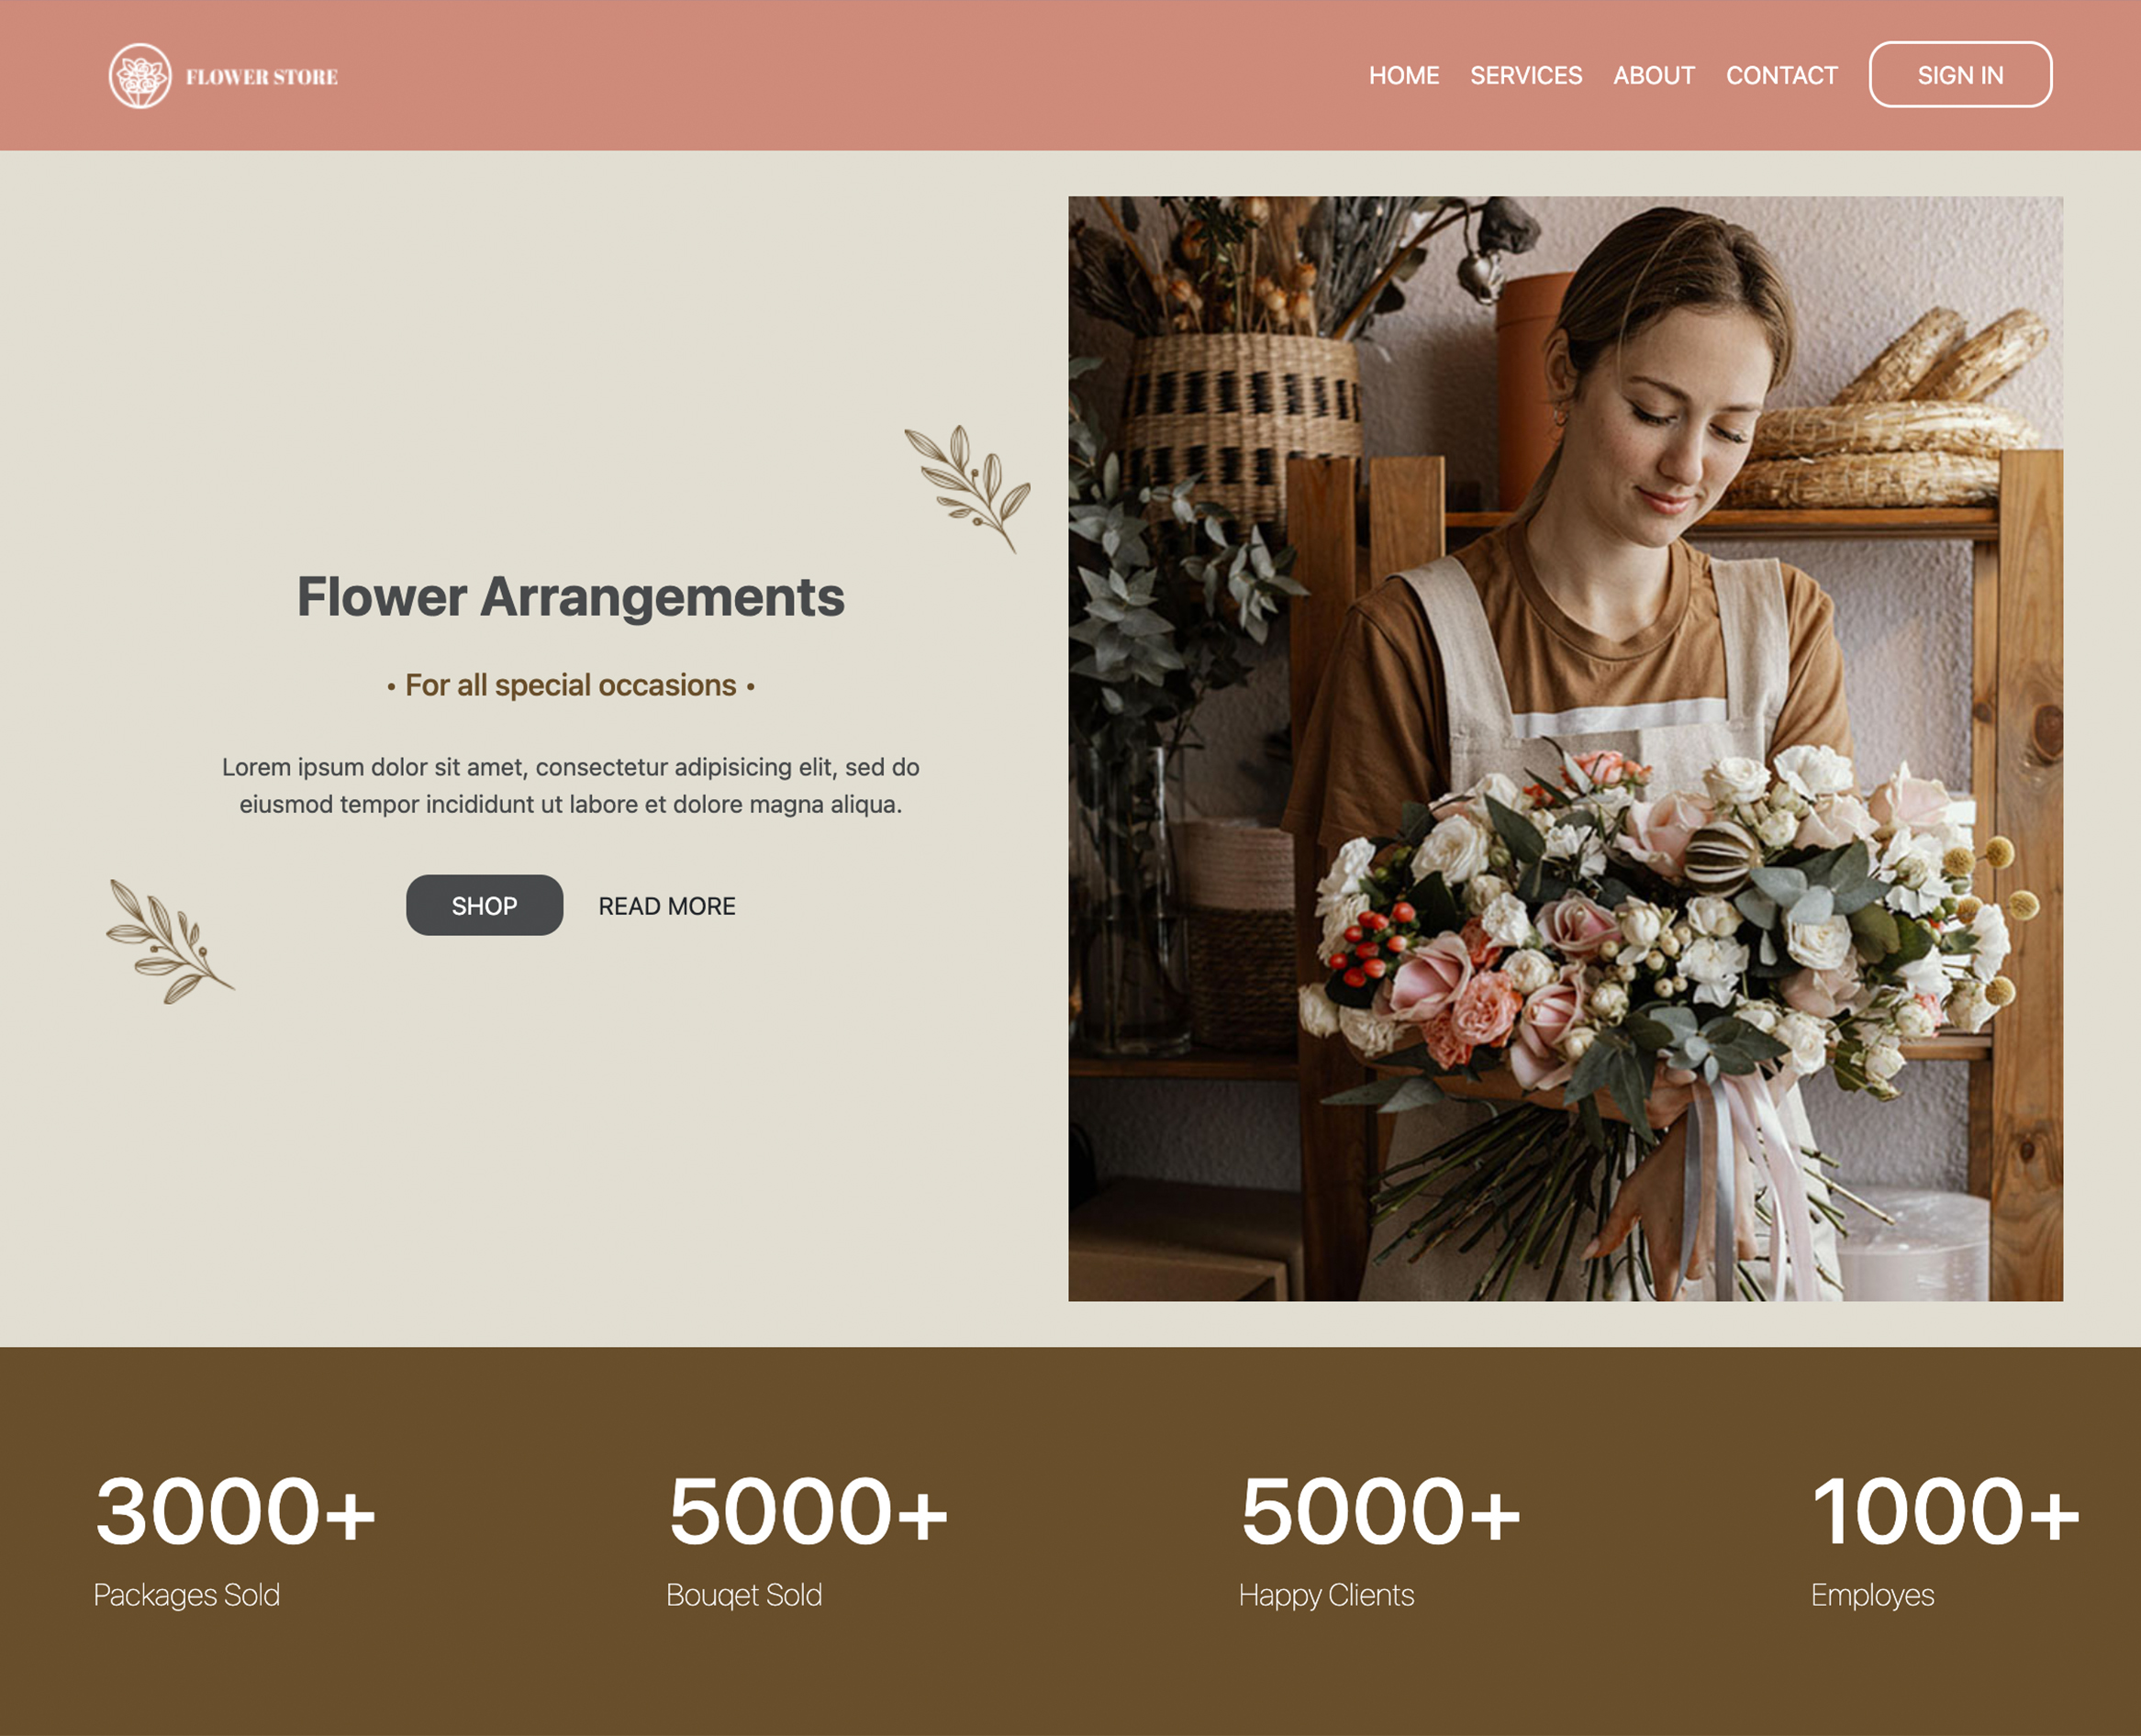 FLOWER STORE
HOME SERVICES ABOUT CONTACT SIGN IN
Flower Arrangements
• For all special occasions •
Lorem ipsum dolor sit amet, consectetur adipisicing elit, sed do
eiusmod tempor incididunt ut labore et dolore magna aliqua.
SHOP READ MORE
3000+ 5000+ 5000+ 1000+
Packages Sold Bouqet Sold Happy Clients Employes